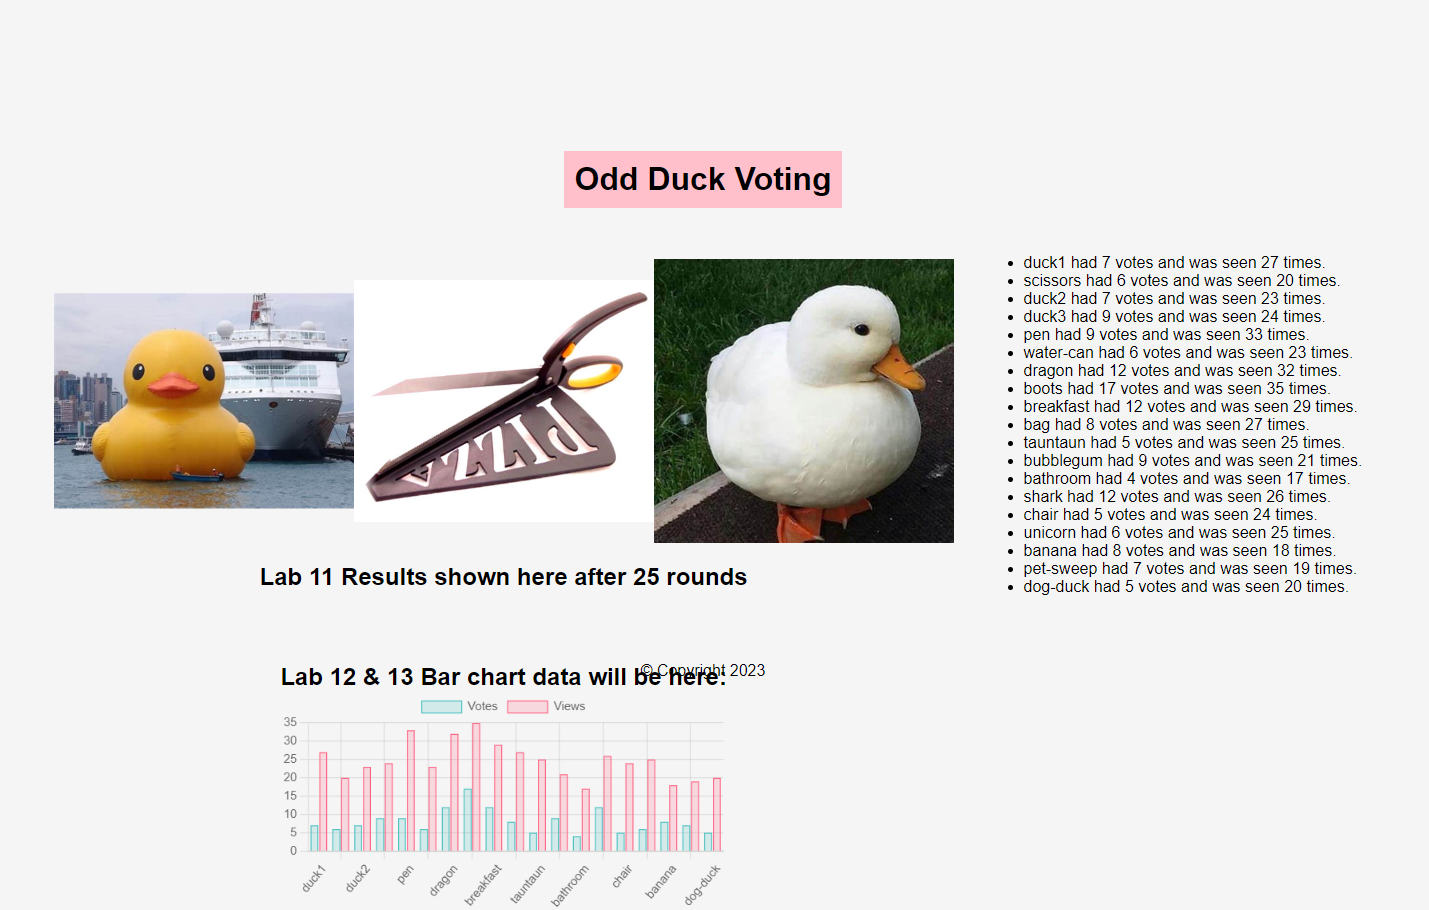 Odd Duck Voting
PIZZA
duck1 had 7 votes and was seen 27 times.
scissors had 6 votes and was seen 20 times.
duck2 had 7 votes and was seen 23 times.
duck3 had 9 votes and was seen 24 times.
pen had 9 votes and was seen 33 times.
water-can had 6 votes and was seen 23 times.
dragon had 12 votes and was seen 32 times.
boots had 17 votes and was seen 35 times.
breakfast had 12 votes and was seen 29 times.
bag had 8 votes and was seen 27 times.
tauntaun had 5 votes and was seen 25 times.
bubblegum had 9 votes and was seen 21 times.
bathroom had 4 votes and was seen 17 times.
shark had 12 votes and was seen 26 times.
chair had 5 votes and was seen 24 times.
unicorn had 6 votes and was seen 25 times.
banana had 8 votes and was seen 18 times.
pet-sweep had 7 votes and was seen 19 times.
dog-duck had 5 votes and was seen 20 times.
Lab 11 Results shown here after 25 rounds
© Copyright 2023
Lab 12 & 13 Bar chart data will be here:
Votes Views
35
30
25
20
15
10
5
0
duck1 duck2 pen dragon breakfast tauntaun bathroom chair banana dog-duck